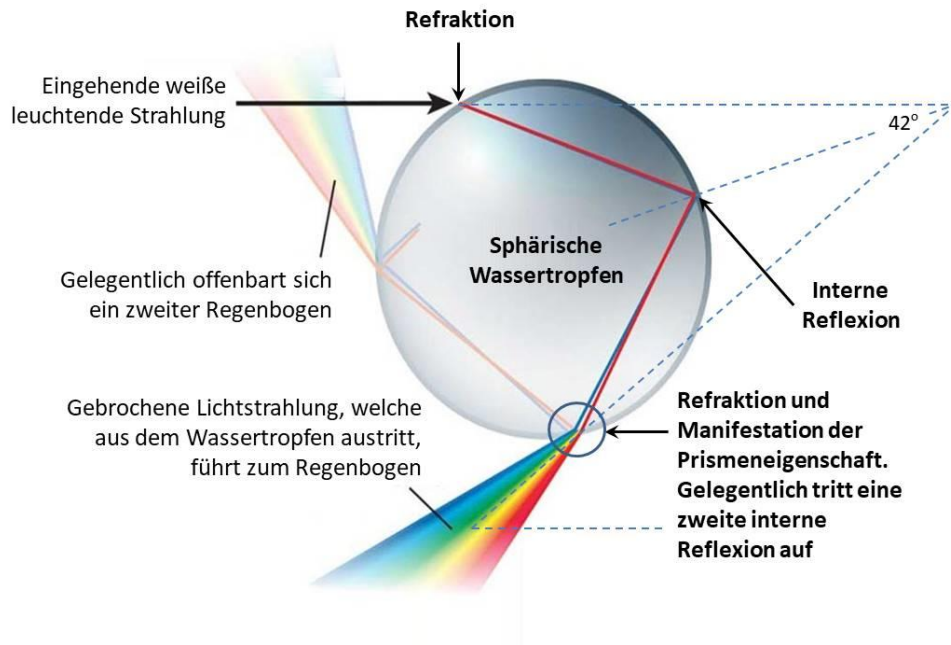 Refraktion
Eingehende weiße
leuchtende Strahlung
42°
Sphärische
Wassertropfen
Gelegentlich offenbart sich
ein zweiter Regenbogen
Interne
Reflexion
Gebrochene Lichtstrahlung, welche
aus dem Wassertropfen austritt,
führt zum Regenbogen
Refraktion und
Manifestation der
Prismeneigenschaft.
Gelegentlich tritt eine
zweite interne
Reflexion auf